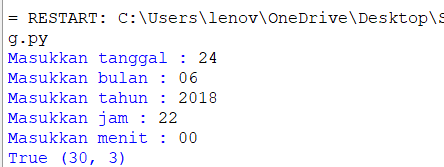 = RESTART: C:\Users\lenov\OneDrive\Desktop\
g.py
Masukkan tanggal : 24
Masukkan bulan : 06
Masukkan tahun : 2018
Masukkan jam : 22
Masukkan menit : 00
True (30, 3)